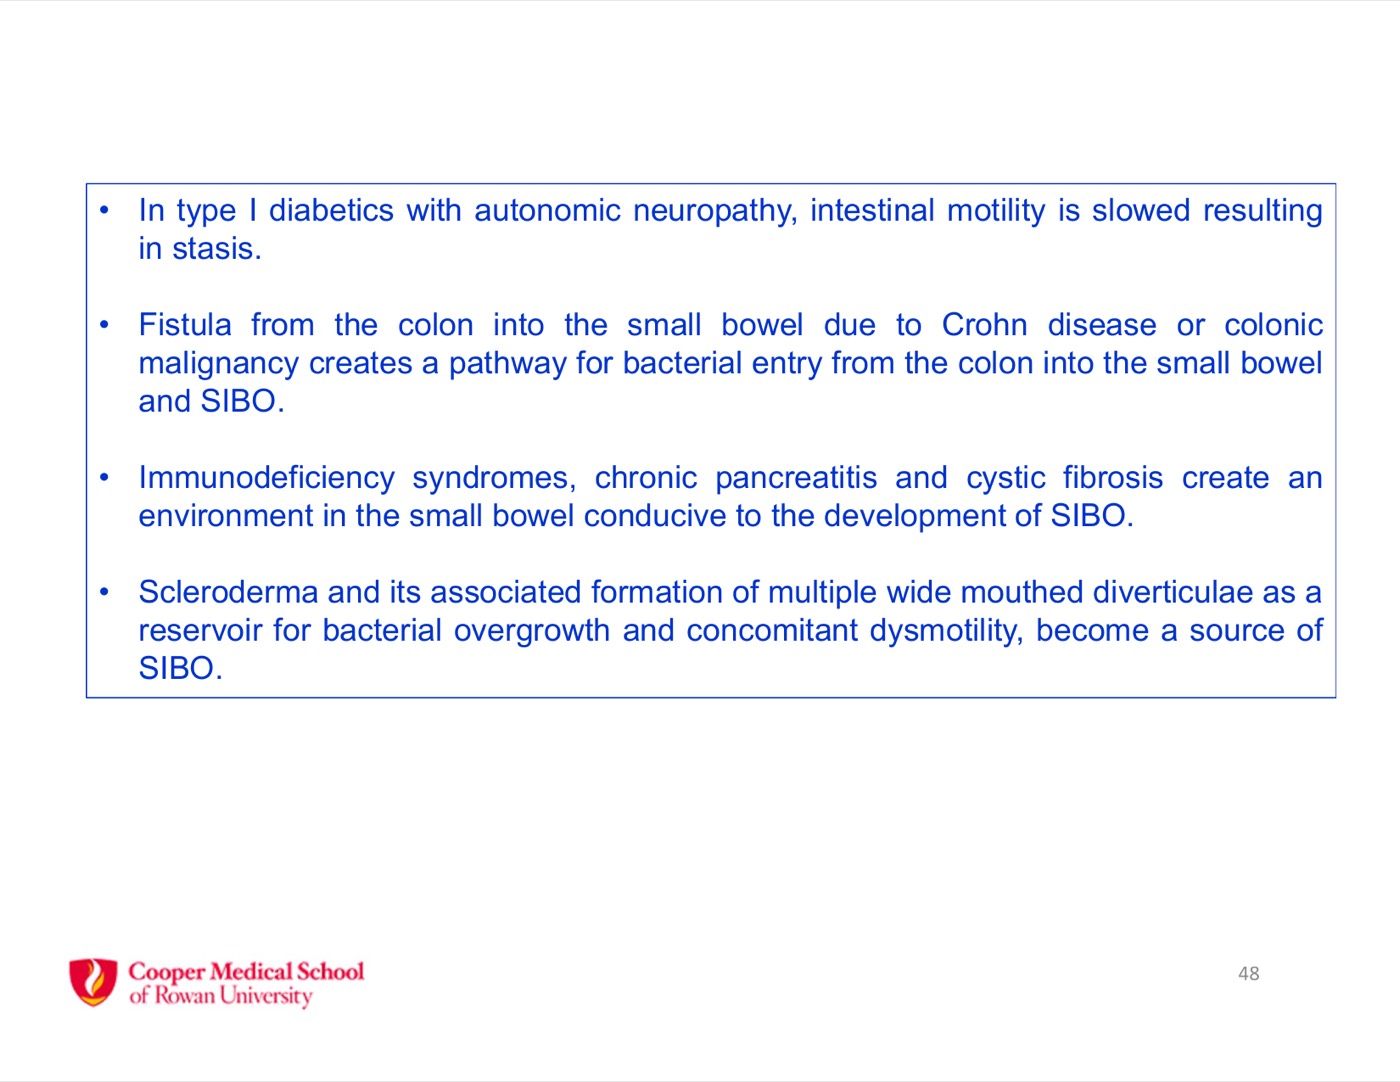 • In type I diabetics with autonomic neuropathy, intestinal motility is slowed resulting
in stasis.
• Fistula from the colon into the small bowel due to Crohn disease or colonic
malignancy creates a pathway for bacterial entry from the colon into the small bowel
and SIBO.
• Immunodeficiency syndromes, chronic pancreatitis and cystic fibrosis create an
environment in the small bowel conducive to the development of SIBO.
• Scleroderma and its associated formation of multiple wide mouthed diverticulae as a
reservoir for bacterial overgrowth and concomitant dysmotility, become a source of
SIBO.
Cooper Medical School
of Rowan University
48